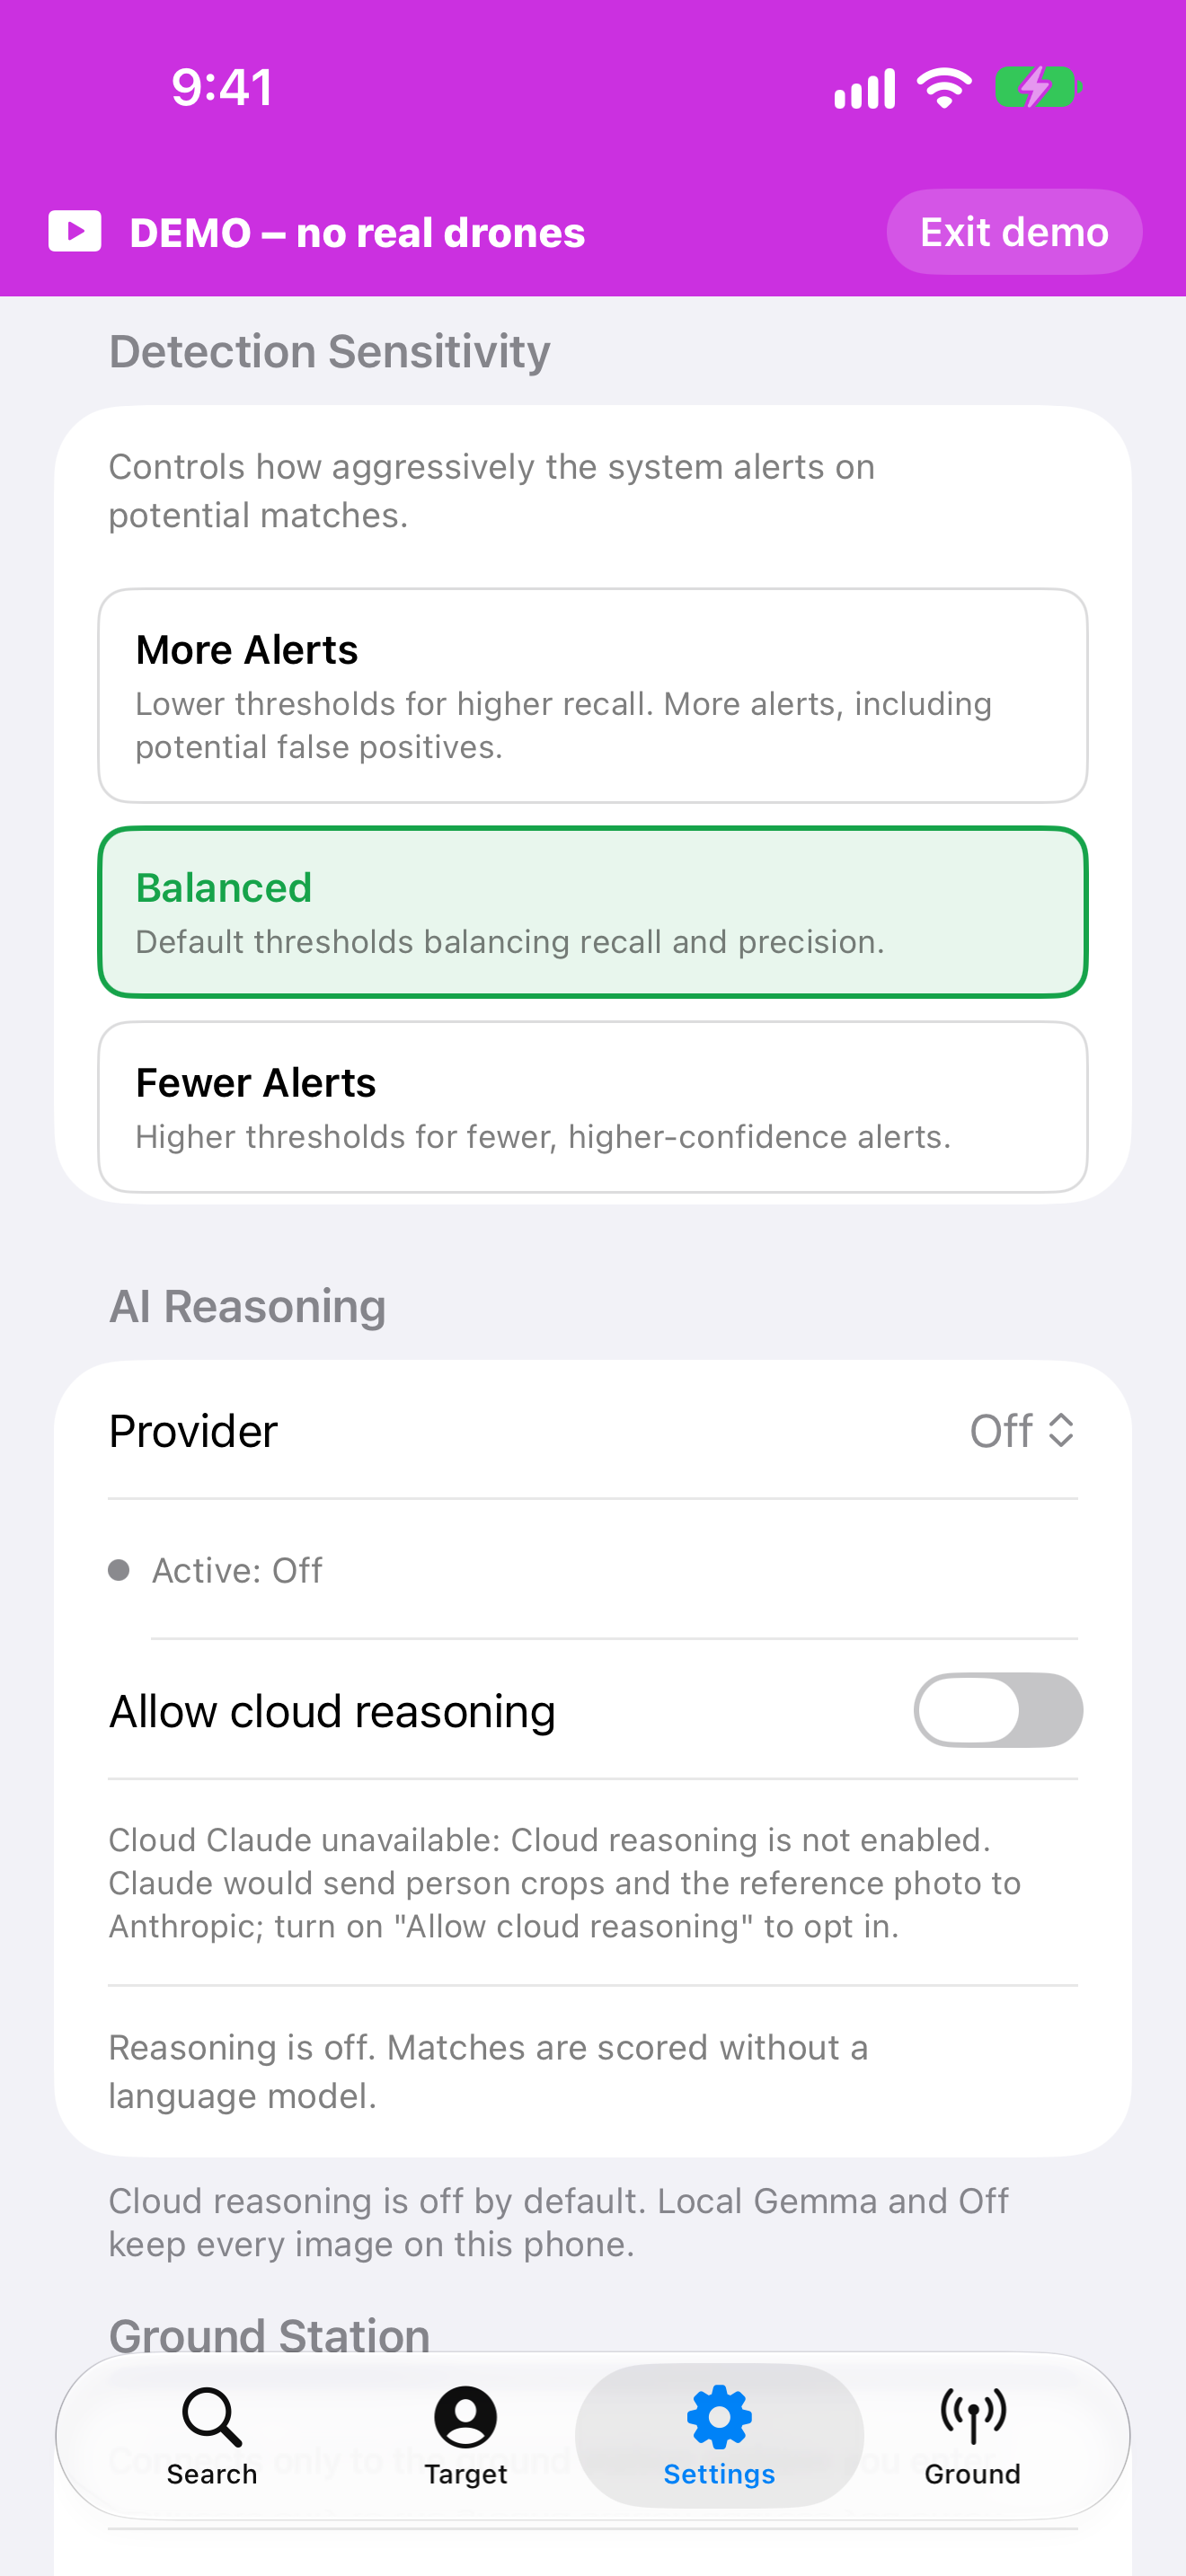 9:41
DEMO – no real drones
Exit demo
Detection Sensitivity
Controls how aggressively the system alerts on
potential matches.
More Alerts
Lower thresholds for higher recall. More alerts, including
potential false positives.
Balanced
Default thresholds balancing recall and precision.
Fewer Alerts
Higher thresholds for fewer, higher-confidence alerts.
AI Reasoning
Provider
Off
Active: Off
Allow cloud reasoning
Cloud Claude unavailable: Cloud reasoning is not enabled.
Claude would send person crops and the reference photo to
Anthropic; turn on "Allow cloud reasoning" to opt in.
Reasoning is off. Matches are scored without a
language model.
Cloud reasoning is off by default. Local Gemma and Off
keep every image on this phone.
Ground Station
Connects only to the ground
Search
Target
Settings
Ground